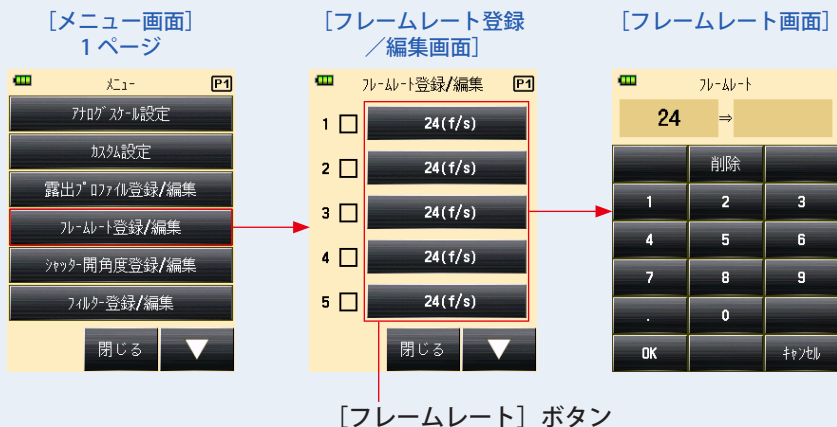 ［メニュー画面］
1 ページ
ﾒﾆｭｰ
P1
ｱﾅﾛｸﾞｽｹｰﾙ設定
ｶｽﾀﾑ設定
露出ﾌﾟﾛﾌｧｲﾙ登録/編集
ﾌﾚｰﾑﾚｰﾄ登録/編集
ｼｬｯﾀｰ開角度登録/編集
ﾌｨﾙﾀｰ登録/編集
閉じる
［フレームレート登録
／編集画面］
ﾌﾚｰﾑﾚｰﾄ登録/編集
P1
1 24(f/s)
2 24(f/s)
3 24(f/s)
4 24(f/s)
5 24(f/s)
閉じる
［フレームレート］ボタン
［フレームレート画面］
ﾌﾚｰﾑﾚｰﾄ
24 ⇒
削除
1 2 3
4 5 6
7 8 9
. 0
OK ｷｬﾝｾﾙ